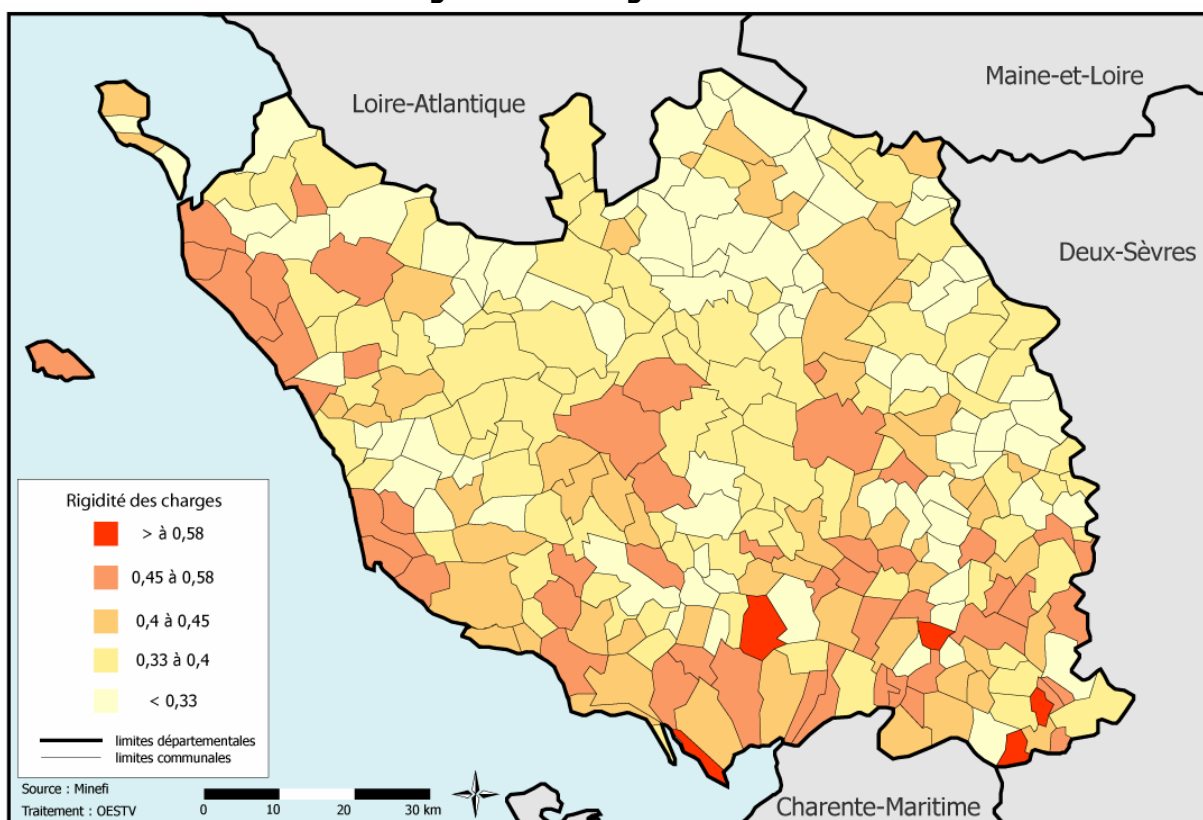 Maine-et-Loire
Loire-Atlantique
Deux-Sèvres
Rigidité des charges
> à 0,58
0,45 à 0,58
0,4 à 0,45
0,33 à 0,4
< 0,33
limites départementales
limites communales
Source : Minefi
Traitement : OESTV
0 10 20 30 km
Charente-Maritime